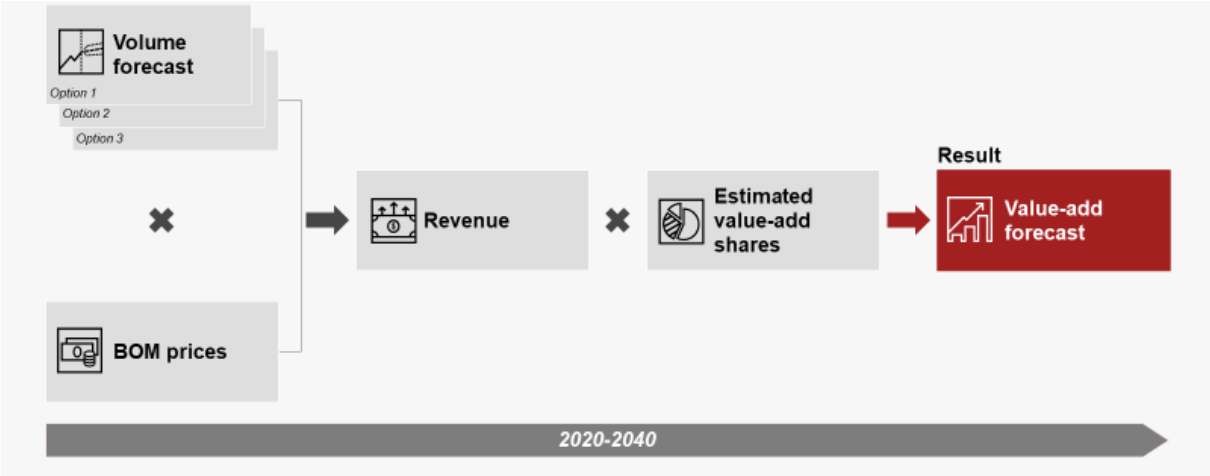 Volume
forecast
Option 1
Option 2
Option 3
BOM prices
Revenue
Estimated
value-add
shares
Result
Value-add
forecast
2020-2040